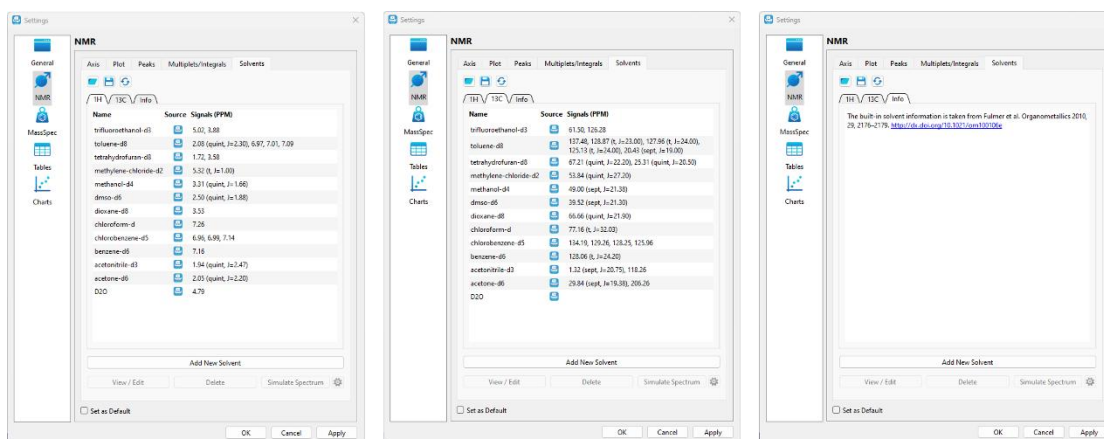 Settings
NMR
General
NMR
MassSpec
Tables
Charts
Axis Plot Peaks Multiplets/Integrals Solvents
1H 13C Info
Name Source Signals (PPM)
trifluoroethanol-d3 5.02, 3.88
toluene-d8 2.08 (quint, J=2.30), 6.97, 7.01, 7.09
tetrahydrofuran-d8 1.72, 3.58
methylene-chloride-d2 5.32 (t, J=1.00)
methanol-d4 3.31 (quint, J=1.66)
dmso-d6 2.50 (quint, J=1.88)
dioxane-d8 3.53
chloroform-d 7.26
chlorobenzene-d5 6.96, 6.99, 7.14
benzene-d6 7.16
acetonitrile-d3 1.94 (quint, J=2.47)
acetone-d6 2.05 (quint, J=2.20)
D2O 4.79
Add New Solvent
View / Edit Delete Simulate Spectrum
Set as Default
OK Cancel Apply
Settings
NMR
General
NMR
MassSpec
Tables
Charts
Axis Plot Peaks Multiplets/Integrals Solvents
1H 13C Info
Name Source Signals (PPM)
trifluoroethanol-d3 61.50, 126.28
toluene-d8 137.48, 128.87 (t, J=23.00), 127.96 (t, J=24.00),
125.13 (t, J=24.00), 20.43 (sept, J=19.00)
tetrahydrofuran-d8 67.21 (quint, J=22.20), 25.31 (quint, J=20.50)
methylene-chloride-d2 53.84 (quint, J=27.20)
methanol-d4 49.00 (sept, J=21.38)
dmso-d6 39.52 (sept, J=21.30)
dioxane-d8 66.66 (quint, J=21.90)
chloroform-d 77.16 (t, J=32.03)
chlorobenzene-d5 134.19, 129.26, 128.25, 125.96
benzene-d6 128.06 (t, J=24.20)
acetonitrile-d3 1.32 (sept, J=20.75), 118.26
acetone-d6 29.84 (sept, J=19.38), 206.26
D2O
Add New Solvent
View / Edit Delete Simulate Spectrum
Set as Default
OK Cancel Apply
Settings
NMR
General
NMR
MassSpec
Tables
Charts
Axis Plot Peaks Multiplets/Integrals Solvents
1H 13C Info
The built-in solvent information is taken from Fulmer et al. Organometallics 2010,
29, 2176–2179. http://dx.doi.org/10.1021/om100106e
Add New Solvent
View / Edit Delete Simulate Spectrum
Set as Default
OK Cancel Apply